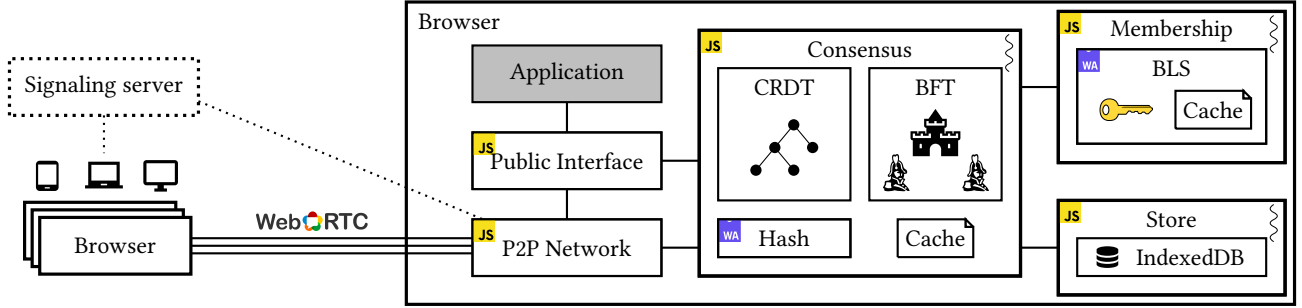 Browser
Signaling server
Application
JS
Public Interface
WebRTC
Browser
JS
P2P Network
JS
Consensus
CRDT
BFT
WA
Hash
Cache
JS
Membership
WA
BLS
Cache
JS
Store
IndexedDB